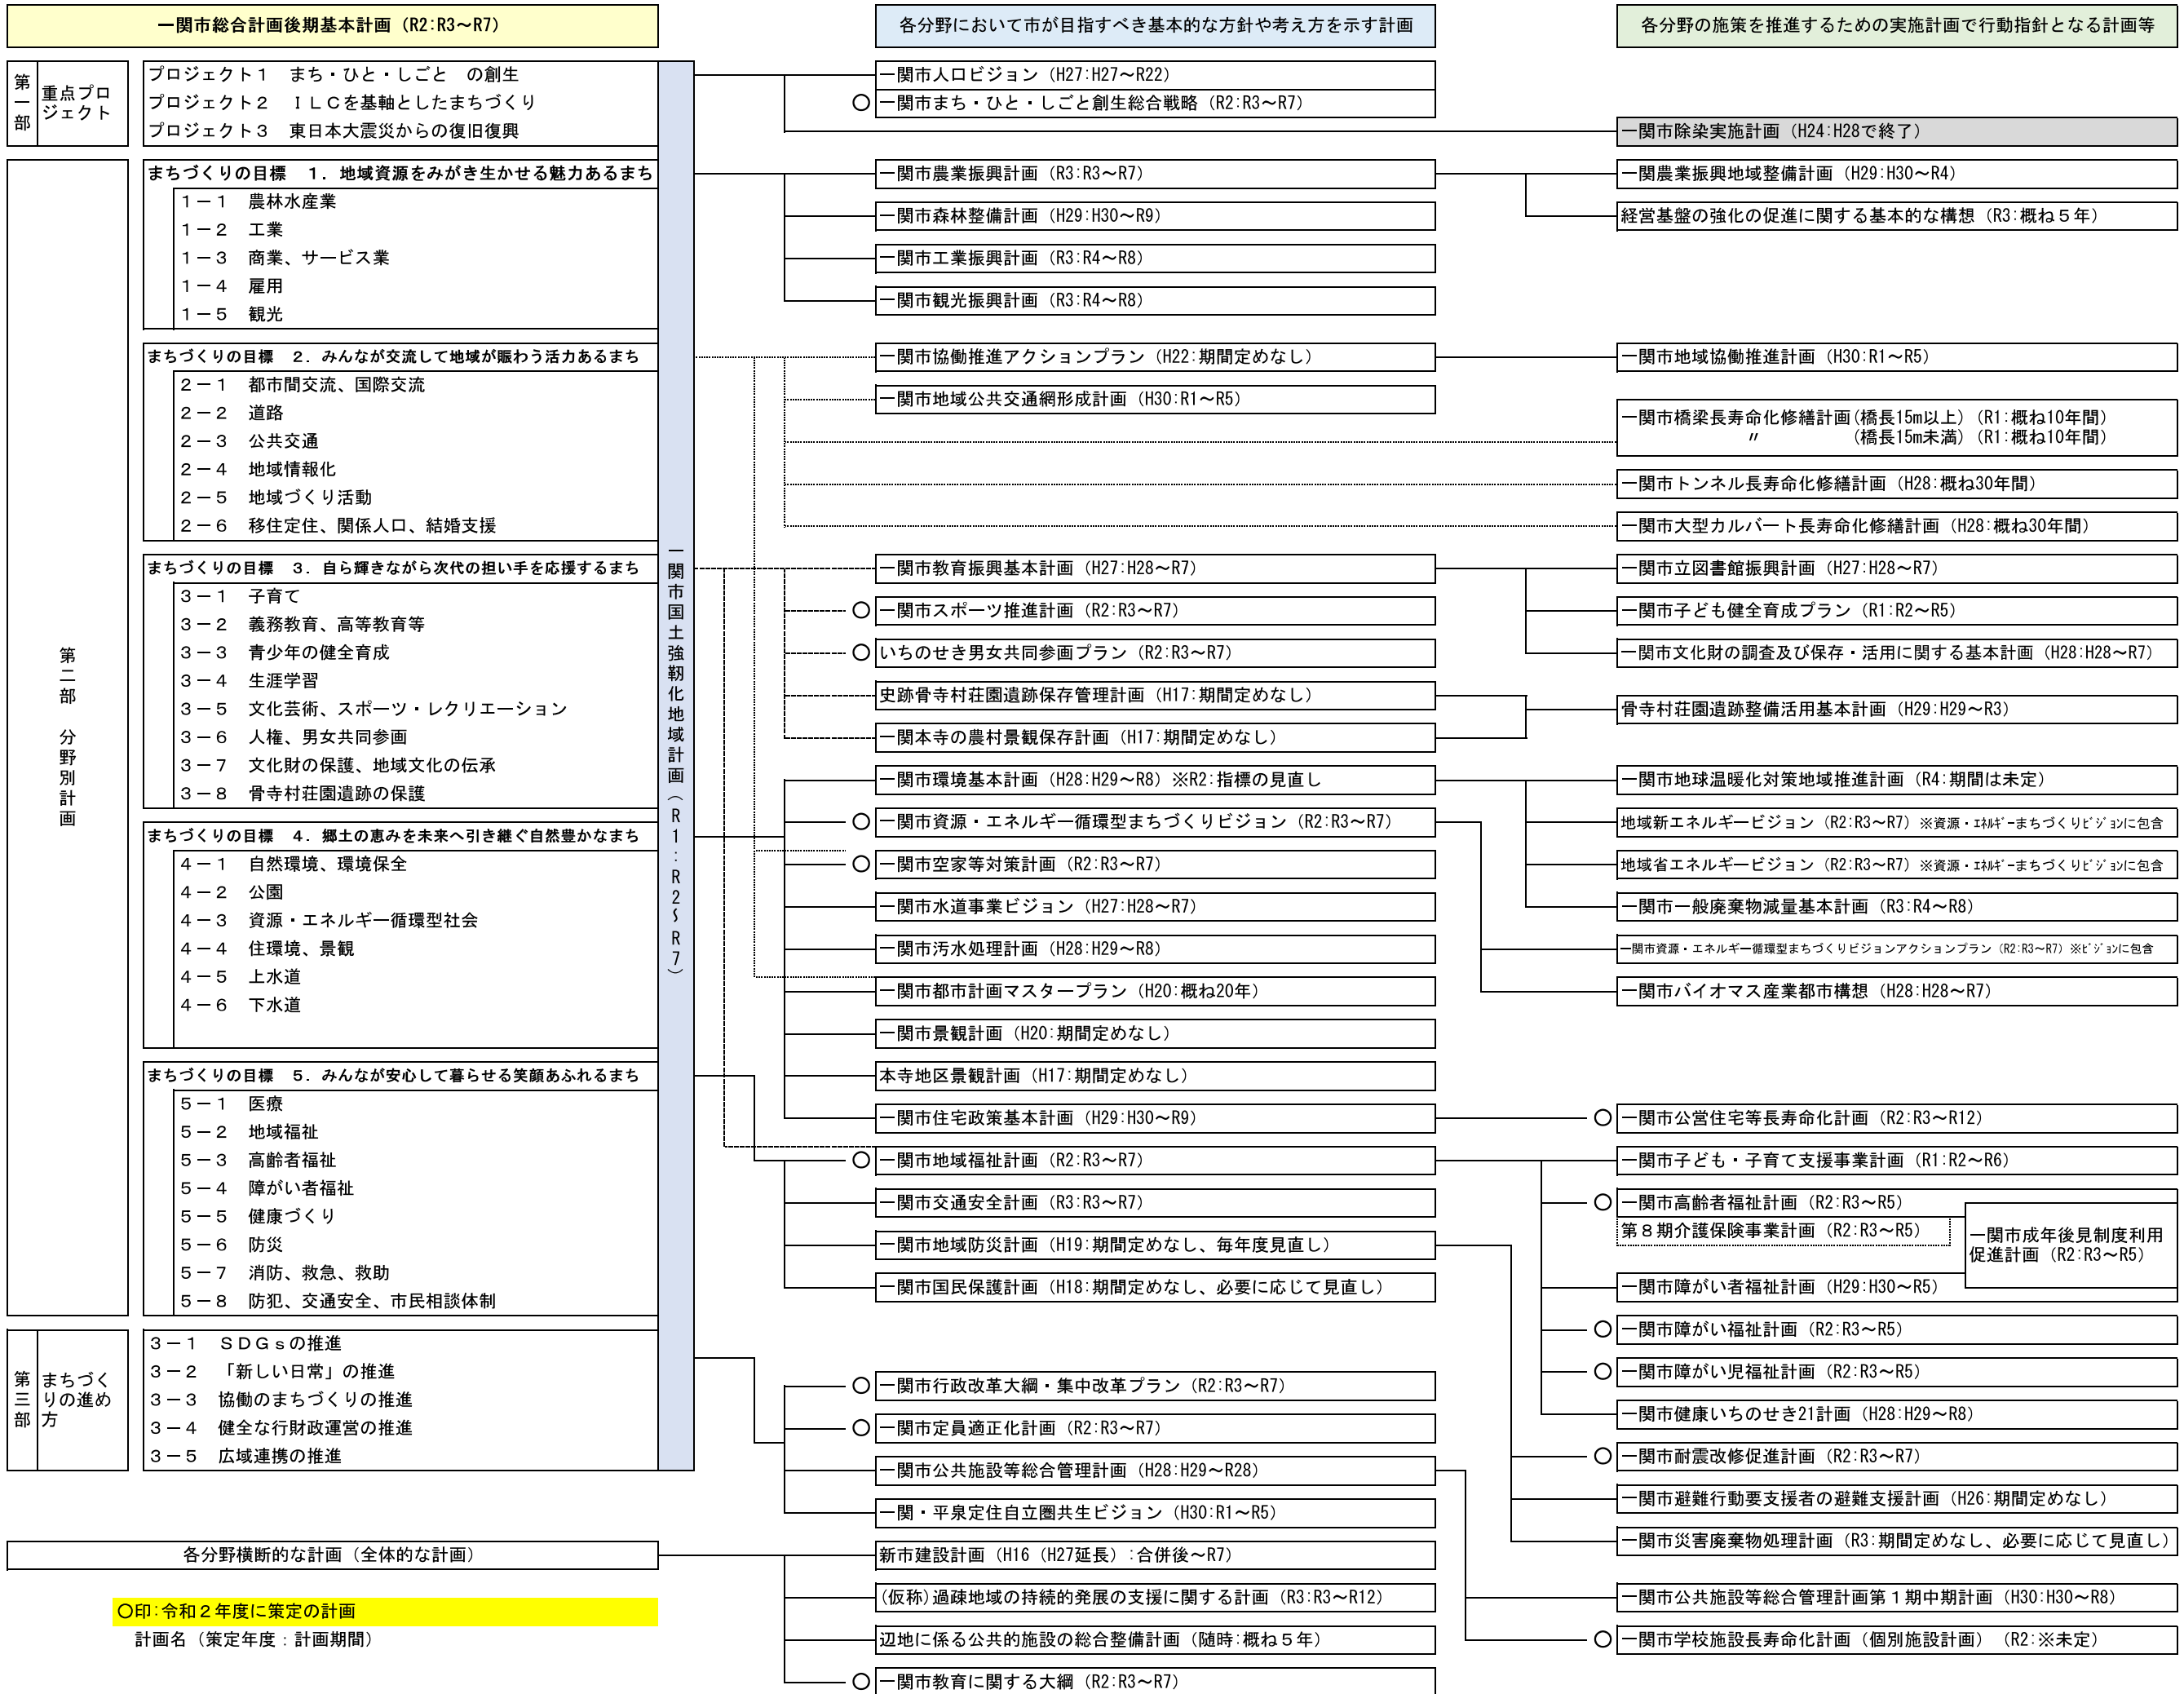 一関市総合計画後期基本計画（R2:R3～R7）
各分野において市が目指すべき基本的な方針や考え方を示す計画
各分野の施策を推進するための実施計画で行動指針となる計画等
第一部
重点プロ
ジェクト
プロジェクト１　まち・ひと・しごと　の創生
プロジェクト２　ＩＬＣを基軸としたまちづくり
プロジェクト３　東日本大震災からの復旧復興
第二部　分野別計画
まちづくりの目標　１．地域資源をみがき生かせる魅力あるまち
１－１　農林水産業
１－２　工業
１－３　商業、サービス業
１－４　雇用
１－５　観光
まちづくりの目標　２．みんなが交流して地域が賑わう活力あるまち
２－１　都市間交流、国際交流
２－２　道路
２－３　公共交通
２－４　地域情報化
２－５　地域づくり活動
２－６　移住定住、関係人口、結婚支援
まちづくりの目標　３．自ら輝きながら次代の担い手を応援するまち
３－１　子育て
３－２　義務教育、高等教育等
３－３　青少年の健全育成
３－４　生涯学習
３－５　文化芸術、スポーツ・レクリエーション
３－６　人権、男女共同参画
３－７　文化財の保護、地域文化の伝承
３－８　骨寺村荘園遺跡の保護
まちづくりの目標　４．郷土の恵みを未来へ引き継ぐ自然豊かなまち
４－１　自然環境、環境保全
４－２　公園
４－３　資源・エネルギー循環型社会
４－４　住環境、景観
４－５　上水道
４－６　下水道
まちづくりの目標　５．みんなが安心して暮らせる笑顔あふれるまち
５－１　医療
５－２　地域福祉
５－３　高齢者福祉
５－４　障がい者福祉
５－５　健康づくり
５－６　防災
５－７　消防、救急、救助
５－８　防犯、交通安全、市民相談体制
第三部
まちづく
りの進め
方
３－１　ＳＤＧｓの推進
３－２　「新しい日常」の推進
３－３　協働のまちづくりの推進
３－４　健全な行財政運営の推進
３－５　広域連携の推進
各分野横断的な計画（全体的な計画）
〇印:令和２年度に策定の計画
計画名（策定年度：計画期間）
一関市国土強靭化地域計画（R1:R2～R7）
一関市人口ビジョン（H27:H27～R22）
〇 一関市まち・ひと・しごと創生総合戦略（R2:R3～R7）
一関市農業振興計画（R3:R3～R7）
一関市森林整備計画（H29:H30～R9）
一関市工業振興計画（R3:R4～R8）
一関市観光振興計画（R3:R4～R8）
一関市協働推進アクションプラン（H22:期間定めなし）
一関市地域公共交通網形成計画（H30:R1～R5）
一関市教育振興基本計画（H27:H28～R7）
〇 一関市スポーツ推進計画（R2:R3～R7）
〇 いちのせき男女共同参画プラン（R2:R3～R7）
史跡骨寺村荘園遺跡保存管理計画（H17:期間定めなし）
一関本寺の農村景観保存計画（H17:期間定めなし）
一関市環境基本計画（H28:H29～R8）※R2:指標の見直し
〇 一関市資源・エネルギー循環型まちづくりビジョン（R2:R3～R7）
〇 一関市空家等対策計画（R2:R3～R7）
一関市水道事業ビジョン（H27:H28～R7）
一関市汚水処理計画（H28:H29～R8）
一関市都市計画マスタープラン（H20:概ね20年）
一関市景観計画（H20:期間定めなし）
本寺地区景観計画（H17:期間定めなし）
一関市住宅政策基本計画（H29:H30～R9）
〇 一関市地域福祉計画（R2:R3～R7）
一関市交通安全計画（R3:R3～R7）
一関市地域防災計画（H19:期間定めなし、毎年度見直し）
一関市国民保護計画（H18:期間定めなし、必要に応じて見直し）
〇 一関市行政改革大綱・集中改革プラン（R2:R3～R7）
〇 一関市定員適正化計画（R2:R3～R7）
一関市公共施設等総合管理計画（H28:H29～R28）
一関・平泉定住自立圏共生ビジョン（H30:R1～R5）
新市建設計画（H16（H27延長）:合併後～R7）
(仮称)過疎地域の持続的発展の支援に関する計画（R3:R3～R12）
辺地に係る公共的施設の総合整備計画（随時:概ね５年）
〇 一関市教育に関する大綱（R2:R3～R7）
一関市除染実施計画（H24:H28で終了）
一関農業振興地域整備計画（H29:H30～R4）
経営基盤の強化の促進に関する基本的な構想（R3:概ね５年）
一関市地域協働推進計画（H30:R1～R5）
一関市橋梁長寿命化修繕計画(橋長15m以上)（R1:概ね10年間）
〃　(橋長15m未満)（R1:概ね10年間）
一関市トンネル長寿命化修繕計画（H28:概ね30年間）
一関市大型カルバート長寿命化修繕計画（H28:概ね30年間）
一関市立図書館振興計画（H27:H28～R7）
一関市子ども健全育成プラン（R1:R2～R5）
一関市文化財の調査及び保存・活用に関する基本計画（H28:H28～R7）
骨寺村荘園遺跡整備活用基本計画（H29:H29～R3）
一関市地球温暖化対策地域推進計画（R4:期間は未定）
地域新エネルギービジョン（R2:R3～R7）※資源・ｴﾈﾙｷﾞｰまちづくりﾋﾞｼﾞｮﾝに包含
地域省エネルギービジョン（R2:R3～R7）※資源・ｴﾈﾙｷﾞｰまちづくりﾋﾞｼﾞｮﾝに包含
一関市一般廃棄物減量基本計画（R3:R4～R8）
一関市資源・エネルギー循環型まちづくりビジョンアクションプラン（R2:R3～R7）※ﾋﾞｼﾞｮﾝに包含
一関市バイオマス産業都市構想（H28:H28～R7）
〇 一関市公営住宅等長寿命化計画（R2:R3～R12）
一関市子ども・子育て支援事業計画（R1:R2～R6）
〇 一関市高齢者福祉計画（R2:R3～R5）
第８期介護保険事業計画（R2:R3～R5）
一関市成年後見制度利用
促進計画（R2:R3～R5）
一関市障がい者福祉計画（H29:H30～R5）
〇 一関市障がい福祉計画（R2:R3～R5）
〇 一関市障がい児福祉計画（R2:R3～R5）
一関市健康いちのせき21計画（H28:H29～R8）
〇 一関市耐震改修促進計画（R2:R3～R7）
一関市避難行動要支援者の避難支援計画（H26:期間定めなし）
一関市災害廃棄物処理計画（R3:期間定めなし、必要に応じて見直し）
一関市公共施設等総合管理計画第１期中期計画（H30:H30～R8）
〇 一関市学校施設長寿命化計画（個別施設計画）（R2:※未定）